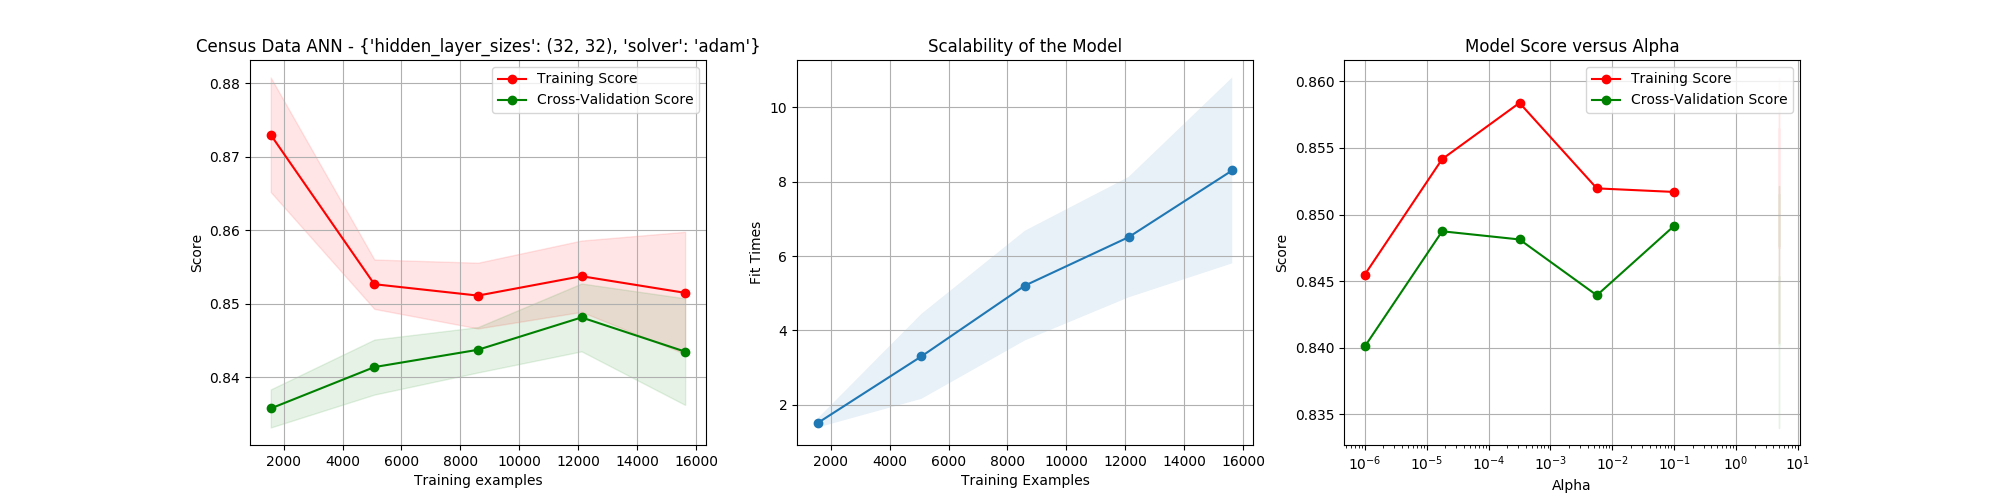 Census Data ANN - {'hidden_layer_sizes': (32, 32), 'solver': 'adam'}
Training Score
Cross-Validation Score
Score
0.88
0.87
0.86
0.85
0.84
2000 4000 6000 8000 10000 12000 14000 16000
Training examples
Scalability of the Model
Fit Times
10
8
6
4
2
2000 4000 6000 8000 10000 12000 14000 16000
Training Examples
Model Score versus Alpha
Training Score
Cross-Validation Score
Score
0.860
0.855
0.850
0.845
0.840
0.835
10⁻⁶ 10⁻⁵ 10⁻⁴ 10⁻³ 10⁻² 10⁻¹ 10⁰ 10¹
Alpha